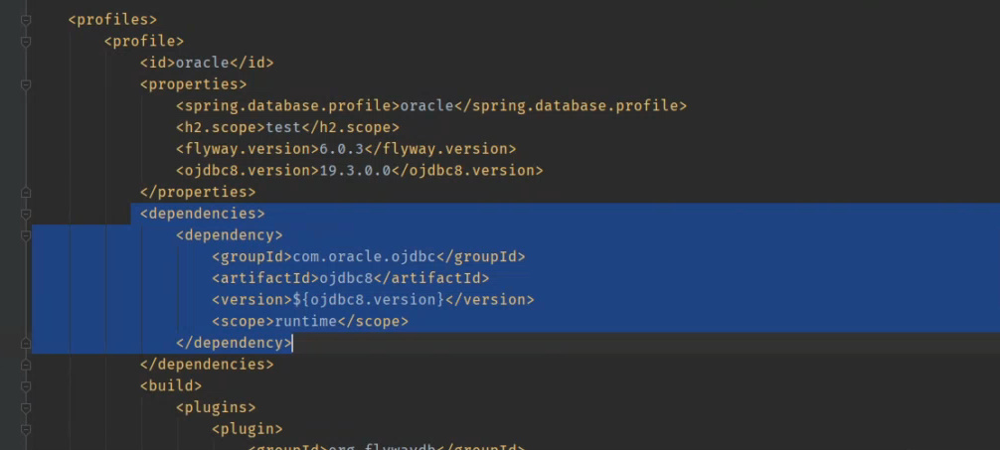 <profiles>
<profile>
<id>oracle</id>
<properties>
<spring.database.profile>oracle</spring.database.profile>
<h2.scope>test</h2.scope>
<flyway.version>6.0.3</flyway.version>
<ojdbc8.version>19.3.0.0</ojdbc8.version>
</properties>
<dependencies>
<dependency>
<groupId>com.oracle.ojdbc</groupId>
<artifactId>ojdbc8</artifactId>
<version>${ojdbc8.version}</version>
<scope>runtime</scope>
</dependency>
</dependencies>
<build>
<plugins>
<plugin>
<groupId>org.flywaydb</groupId>